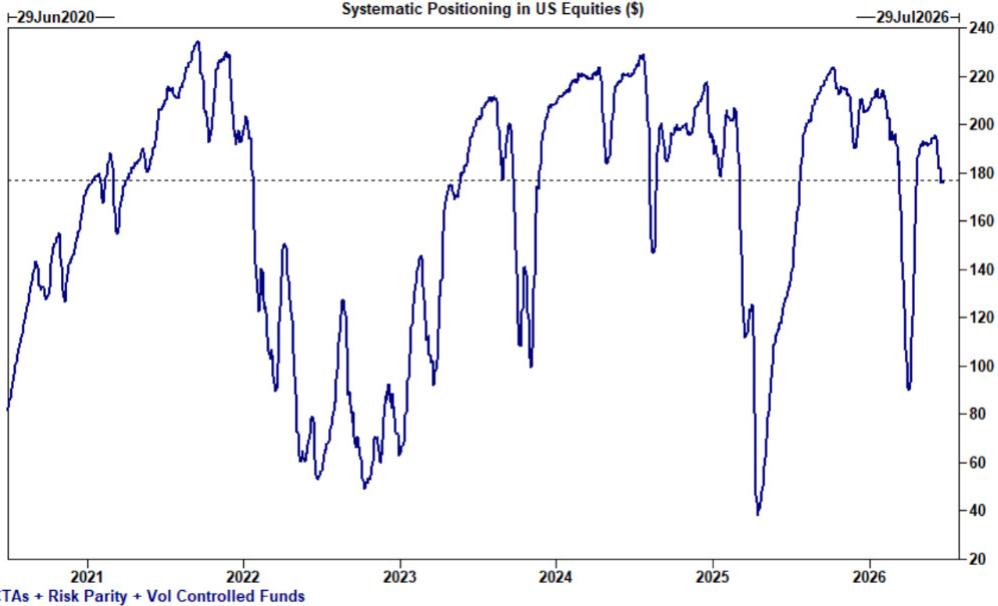 Systematic Positioning in US Equities ($)
29Jun2020
29Jul2026
240
220
200
180
160
140
120
100
80
60
40
20
2021 2022 2023 2024 2025 2026
CTAs + Risk Parity + Vol Controlled Funds